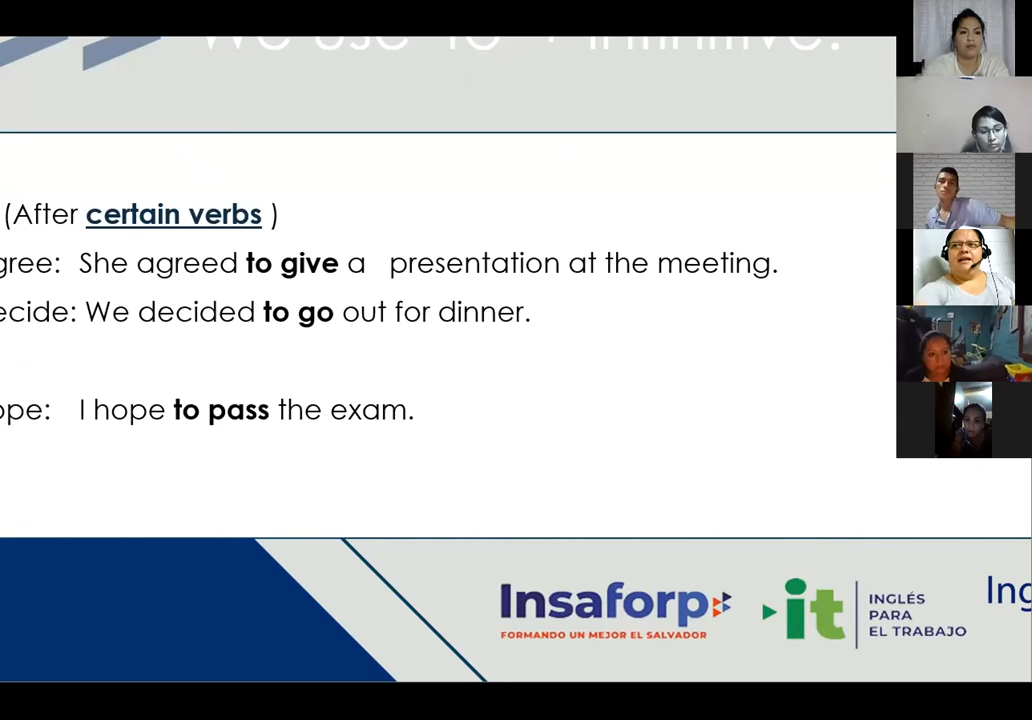 We use To + infinitive:
(After certain verbs )
gree: She agreed to give a presentation at the meeting.
ecide: We decided to go out for dinner.
ope: I hope to pass the exam.
Insaforp
FORMANDO UN MEJOR EL SALVADOR
it
INGLÉS
PARA
EL TRABAJO
Ing